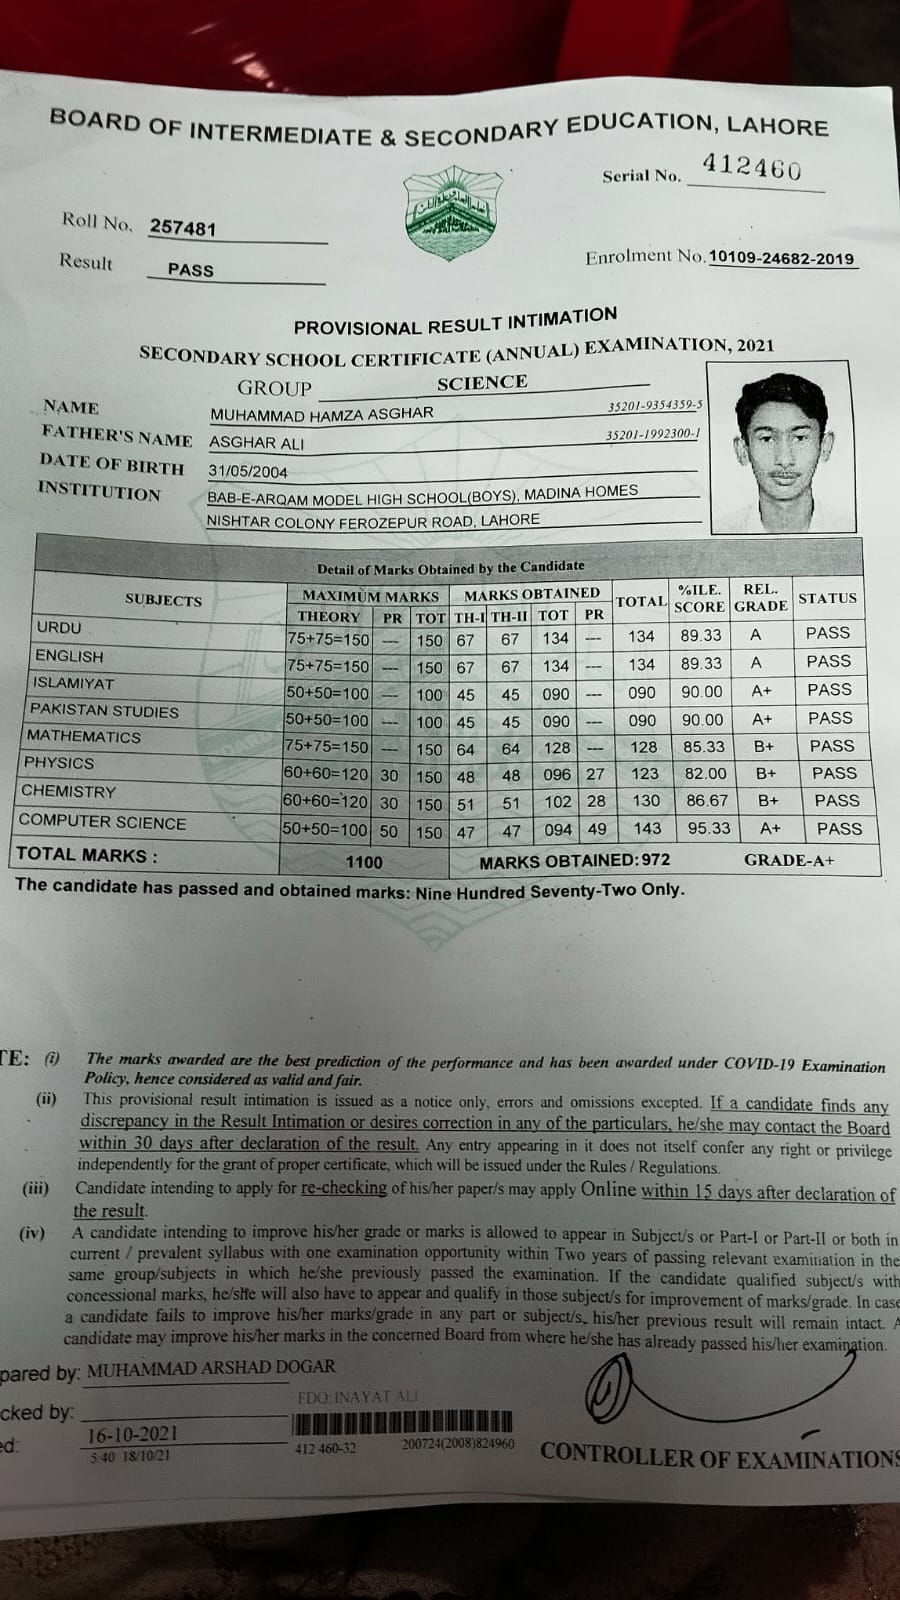 BOARD OF INTERMEDIATE & SECONDARY EDUCATION, LAHORE
Serial No. 412460
Roll No. 257481
Result PASS
Enrolment No. 10109-24682-2019
PROVISIONAL RESULT INTIMATION
SECONDARY SCHOOL CERTIFICATE (ANNUAL) EXAMINATION, 2021
GROUP SCIENCE
NAME MUHAMMAD HAMZA ASGHAR 35201-9354359-5
FATHER'S NAME ASGHAR ALI 35201-1992300-1
DATE OF BIRTH 31/05/2004
INSTITUTION BAB-E-ARQAM MODEL HIGH SCHOOL(BOYS), MADINA HOMES
NISHTAR COLONY FEROZEPUR ROAD, LAHORE
Detail of Marks Obtained by the Candidate
SUBJECTS MAXIMUM MARKS MARKS OBTAINED TOTAL %ILE. SCORE REL. GRADE STATUS
THEORY PR TOT TH-I TH-II TOT PR
URDU 75+75=150 --- 150 67 67 134 --- 134 89.33 A PASS
ENGLISH 75+75=150 --- 150 67 67 134 --- 134 89.33 A PASS
ISLAMIYAT 50+50=100 --- 100 45 45 090 --- 090 90.00 A+ PASS
PAKISTAN STUDIES 50+50=100 --- 100 45 45 090 --- 090 90.00 A+ PASS
MATHEMATICS 75+75=150 --- 150 64 64 128 --- 128 85.33 B+ PASS
PHYSICS 60+60=120 30 150 48 48 096 27 123 82.00 B+ PASS
CHEMISTRY 60+60=120 30 150 51 51 102 28 130 86.67 B+ PASS
COMPUTER SCIENCE 50+50=100 50 150 47 47 094 49 143 95.33 A+ PASS
TOTAL MARKS : 1100 MARKS OBTAINED:972 GRADE-A+
The candidate has passed and obtained marks: Nine Hundred Seventy-Two Only.
TE: (i) The marks awarded are the best prediction of the performance and has been awarded under COVID-19 Examination
Policy, hence considered as valid and fair.
(ii) This provisional result intimation is issued as a notice only, errors and omissions excepted. If a candidate finds any
discrepancy in the Result Intimation or desires correction in any of the particulars, he/she may contact the Board
within 30 days after declaration of the result. Any entry appearing in it does not itself confer any right or privilege
independently for the grant of proper certificate, which will be issued under the Rules / Regulations.
(iii) Candidate intending to apply for re-checking of his/her paper/s may apply Online within 15 days after declaration of
the result.
(iv) A candidate intending to improve his/her grade or marks is allowed to appear in Subject/s or Part-I or Part-II or both in
current / prevalent syllabus with one examination opportunity within Two years of passing relevant examination in the
same group/subjects in which he/she previously passed the examination. If the candidate qualified subject/s with
concessional marks, he/she will also have to appear and qualify in those subject/s for improvement of marks/grade. In case
a candidate fails to improve his/her marks/grade in any part or subject/s, his/her previous result will remain intact. A
candidate may improve his/her marks in the concerned Board from where he/she has already passed his/her examination.
pared by: MUHAMMAD ARSHAD DOGAR
FDO: INAYAT ALI
cked by:
ed: 16-10-2021
5 40 18/10/21
412 460-32 200724(2008)824960
CONTROLLER OF EXAMINATIONS